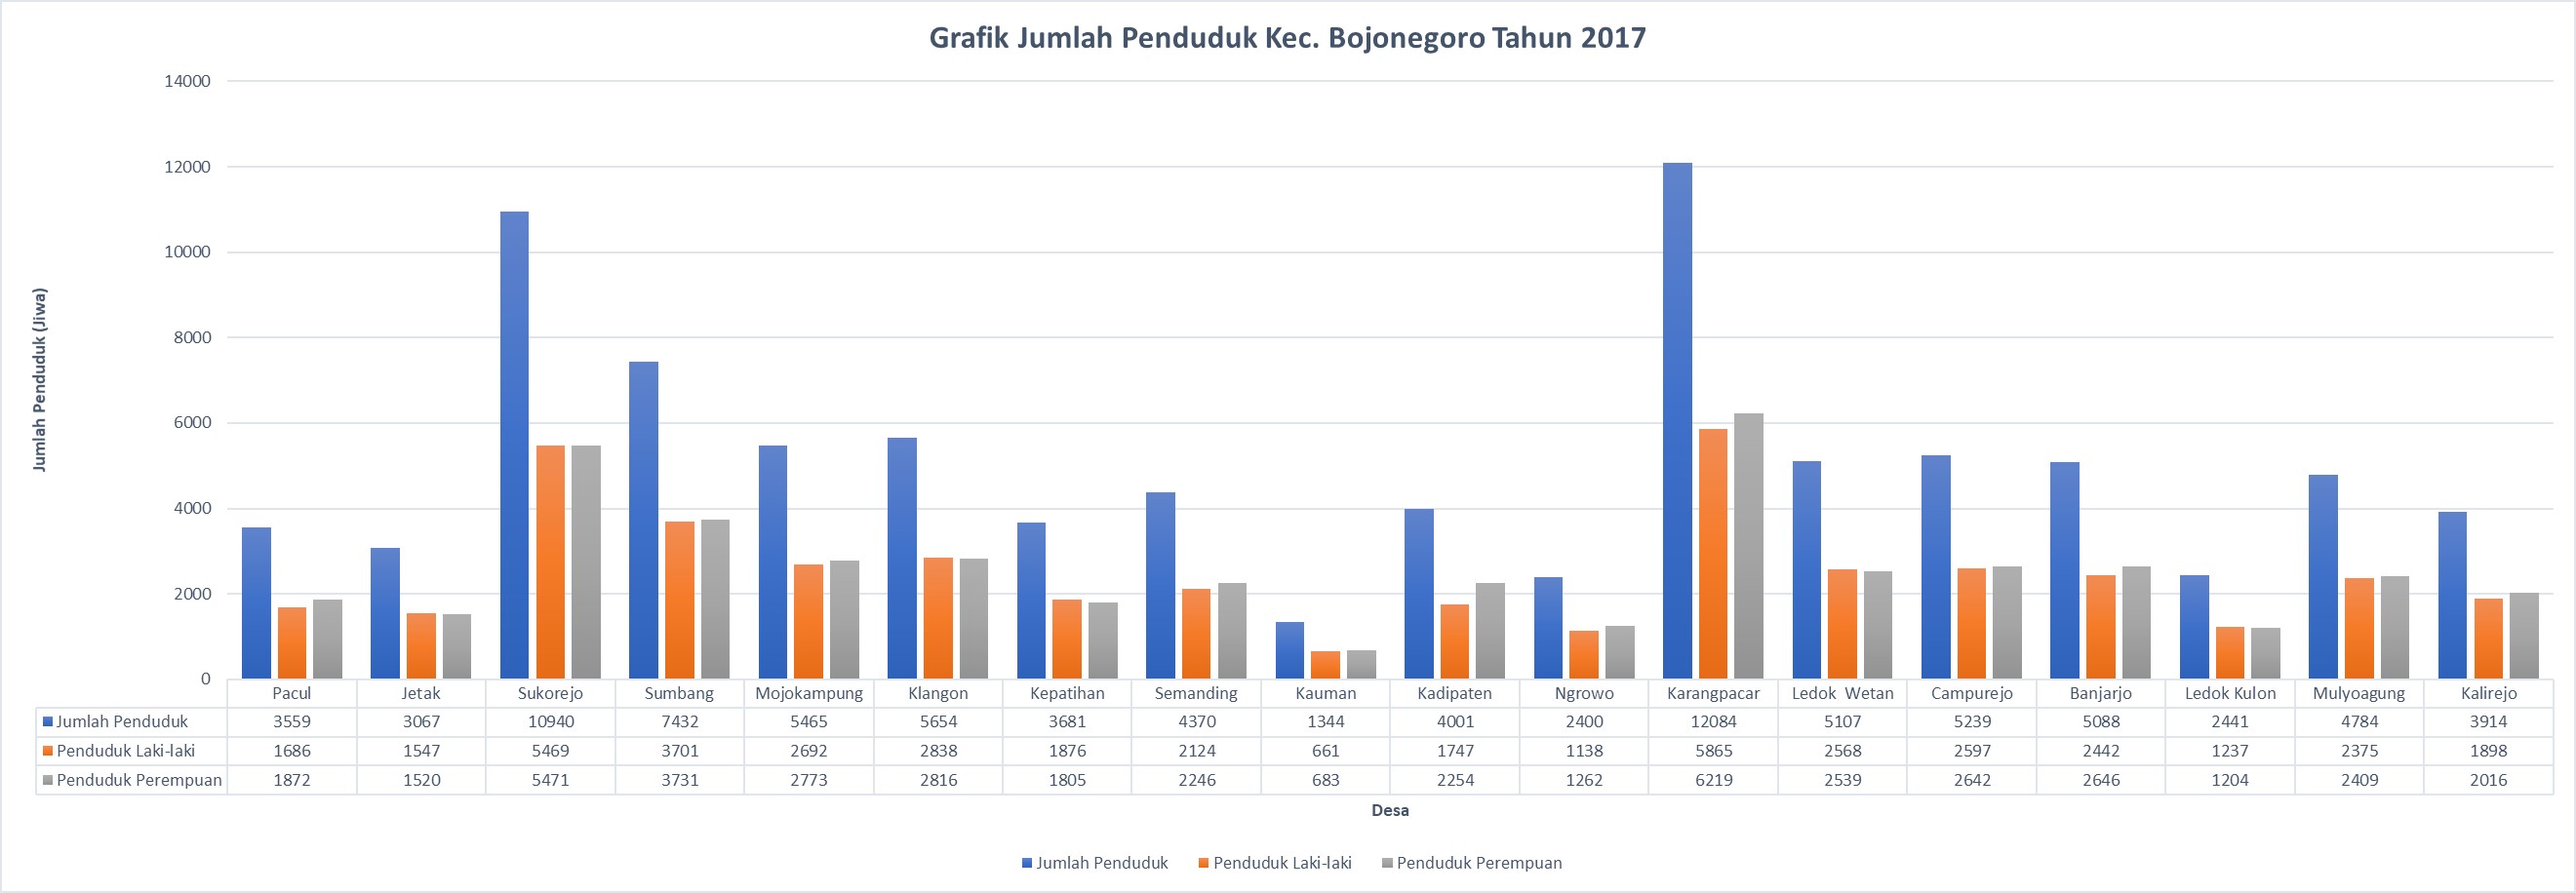 Grafik Jumlah Penduduk Kec. Bojonegoro Tahun 2017
14000
12000
10000
8000
6000
4000
2000
0
Jumlah Penduduk (Jiwa)
Pacul Jetak Sukorejo Sumbang Mojokampung Klangon Kepatihan Semanding Kauman Kadipaten Ngrowo Karangpacar Ledok Wetan Campurejo Banjarjo Ledok Kulon Mulyoagung Kalirejo
Jumlah Penduduk 3559 3067 10940 7432 5465 5654 3681 4370 1344 4001 2400 12084 5107 5239 5088 2441 4784 3914
Penduduk Laki-laki 1686 1547 5469 3701 2692 2838 1876 2124 661 1747 1138 5865 2568 2597 2442 1237 2375 1898
Penduduk Perempuan 1872 1520 5471 3731 2773 2816 1805 2246 683 2254 1262 6219 2539 2642 2646 1204 2409 2016
Desa
Jumlah Penduduk Penduduk Laki-laki Penduduk Perempuan